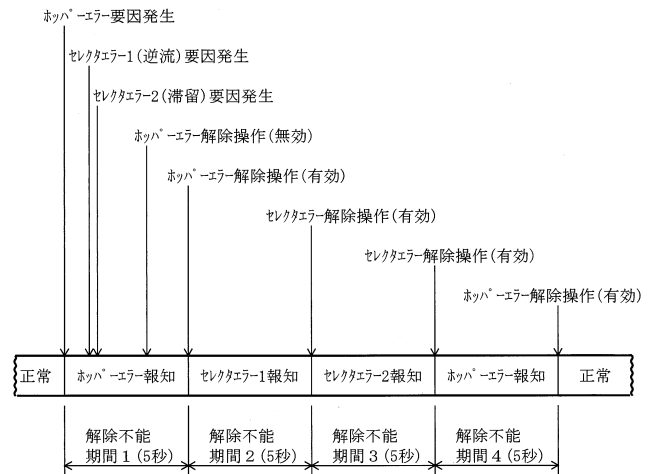 ﾎｯﾊﾟｰエラー要因発生
ｾﾚｸﾀエラー1(逆流)要因発生
ｾﾚｸﾀエラー2(滞留)要因発生
ﾎｯﾊﾟｰエラー解除操作(無効)
ﾎｯﾊﾟｰエラー解除操作(有効)
ｾﾚｸﾀエラー解除操作(有効)
ｾﾚｸﾀエラー解除操作(有効)
ﾎｯﾊﾟｰエラー解除操作(有効)
正常 ﾎｯﾊﾟｰエラー報知 ｾﾚｸﾀエラー1報知 ｾﾚｸﾀエラー2報知 ﾎｯﾊﾟｰエラー報知 正常
解除不能 解除不能 解除不能 解除不能
期間1(5秒) 期間2(5秒) 期間3(5秒) 期間4(5秒)